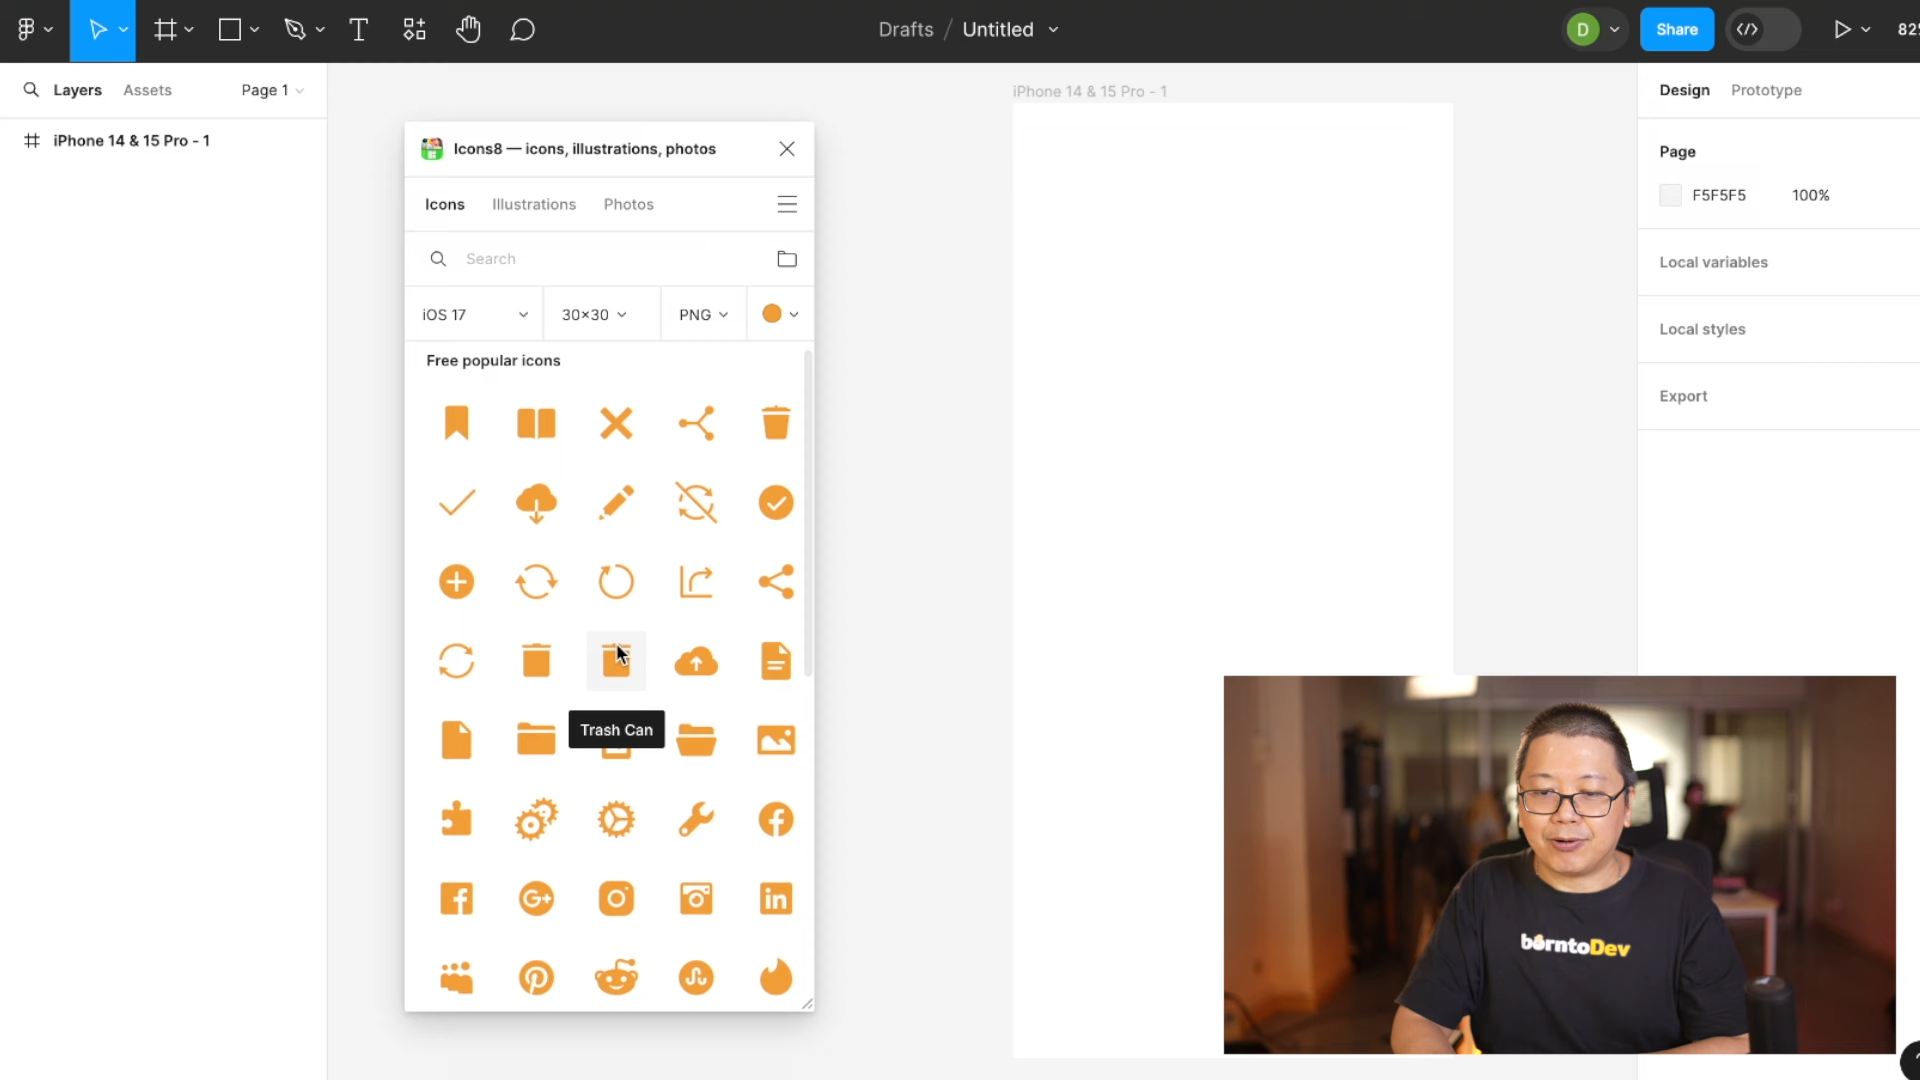 Drafts / Untitled
D
Share
82
Layers
Assets
Page 1
iPhone 14 & 15 Pro - 1
Icons8 — icons, illustrations, photos
Icons
Illustrations
Photos
Search
iOS 17
30×30
PNG
Free popular icons
Trash Can
iPhone 14 & 15 Pro - 1
Design
Prototype
Page
F5F5F5
100%
Local variables
Local styles
Export
borntoDev